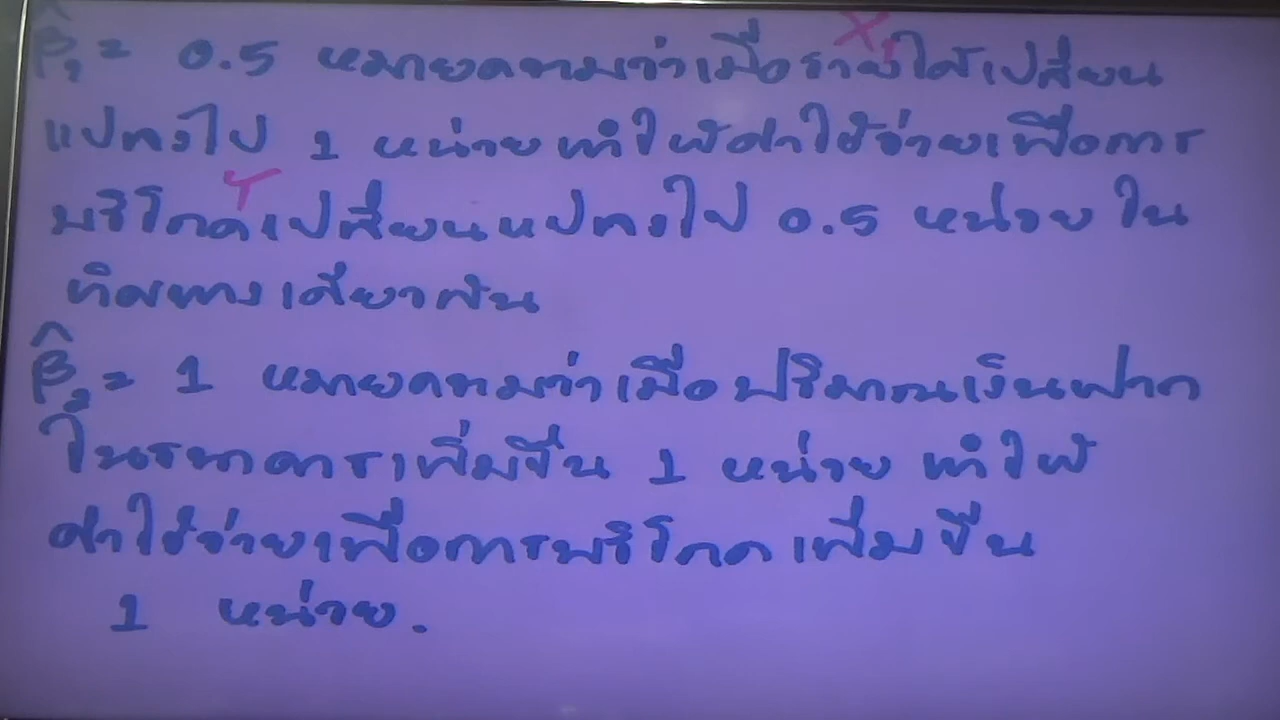 X₁
β̂₁ = 0.5 หมายความว่าเมื่อรายได้เปลี่ยน
แปลงไป 1 หน่วยทำให้ค่าใช้จ่ายเพื่อการ
Y
บริโภคเปลี่ยนแปลงไป 0.5 หน่วย ใน
ทิศทางเดียวกัน
β̂₂ = 1 หมายความว่าเมื่อปริมาณเงินฝาก
ในธนาคารเพิ่มขึ้น 1 หน่วย ทำให้
ค่าใช้จ่ายเพื่อการบริโภคเพิ่มขึ้น
1 หน่วย.